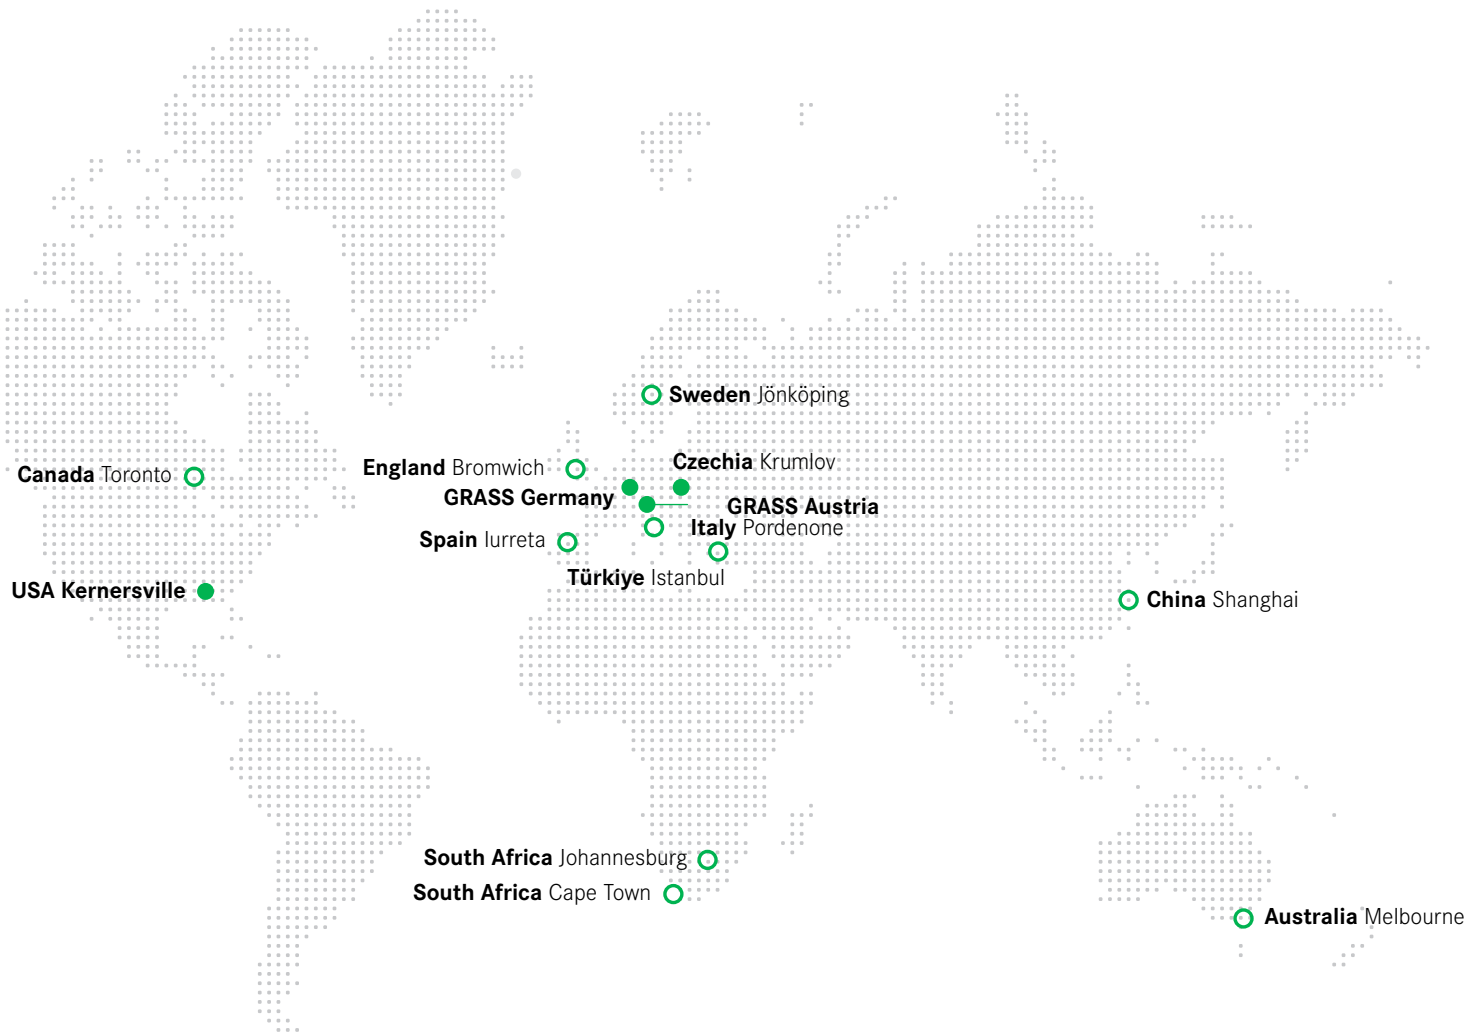 Sweden Jönköping
England Bromwich
Czechia Krumlov
Canada Toronto
GRASS Germany
GRASS Austria
Italy Pordenone
Spain Iurreta
Türkiye Istanbul
USA Kernersville
China Shanghai
South Africa Johannesburg
South Africa Cape Town
Australia Melbourne